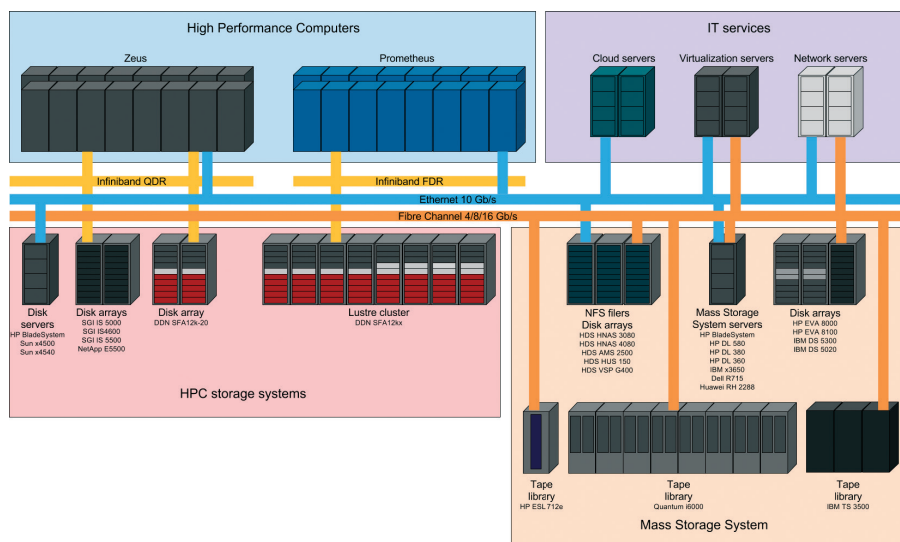 High Performance Computers
IT services
Zeus
Prometheus
Cloud servers
Virtualization servers
Network servers
Infiniband QDR
Infiniband FDR
Ethernet 10 Gb/s
Fibre Channel 4/8/16 Gb/s
Disk
servers
HP BladeSystem
Sun x4500
Sun x4540
Disk arrays
SGI IS 5000
SGI IS4600
SGI IS 5500
NetApp E5500
Disk array
DDN SFA12k-20
Lustre cluster
DDN SFA12kx
HPC storage systems
NFS filers
Disk arrays
HDS HNAS 3080
HDS HNAS 4080
HDS AMS 2500
HDS HUS 150
HDS VSP G400
Mass Storage
System servers
HP BladeSystem
HP DL 580
HP DL 380
HP DL 360
IBM x3650
Dell R715
Huawei RH 2288
Disk arrays
HP EVA 8000
HP EVA 8100
IBM DS 5300
IBM DS 5020
Tape
library
HP ESL 712e
Tape
library
Quantum i6000
Tape
library
IBM TS 3500
Mass Storage System